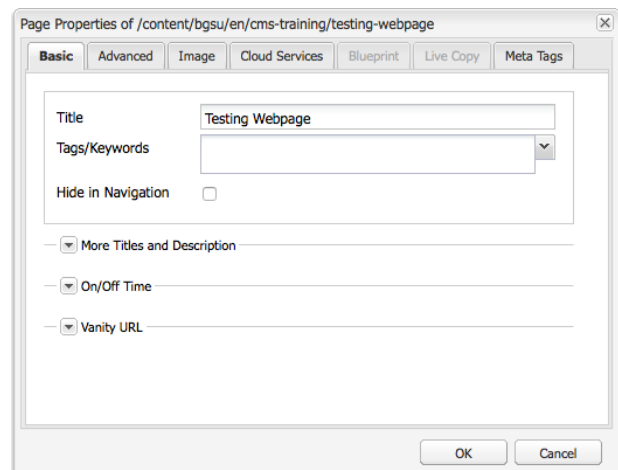 Page Properties of /content/bgsu/en/cms-training/testing-webpage
Basic Advanced Image Cloud Services Blueprint Live Copy Meta Tags
Title Testing Webpage
Tags/Keywords
Hide in Navigation
More Titles and Description
On/Off Time
Vanity URL
OK Cancel